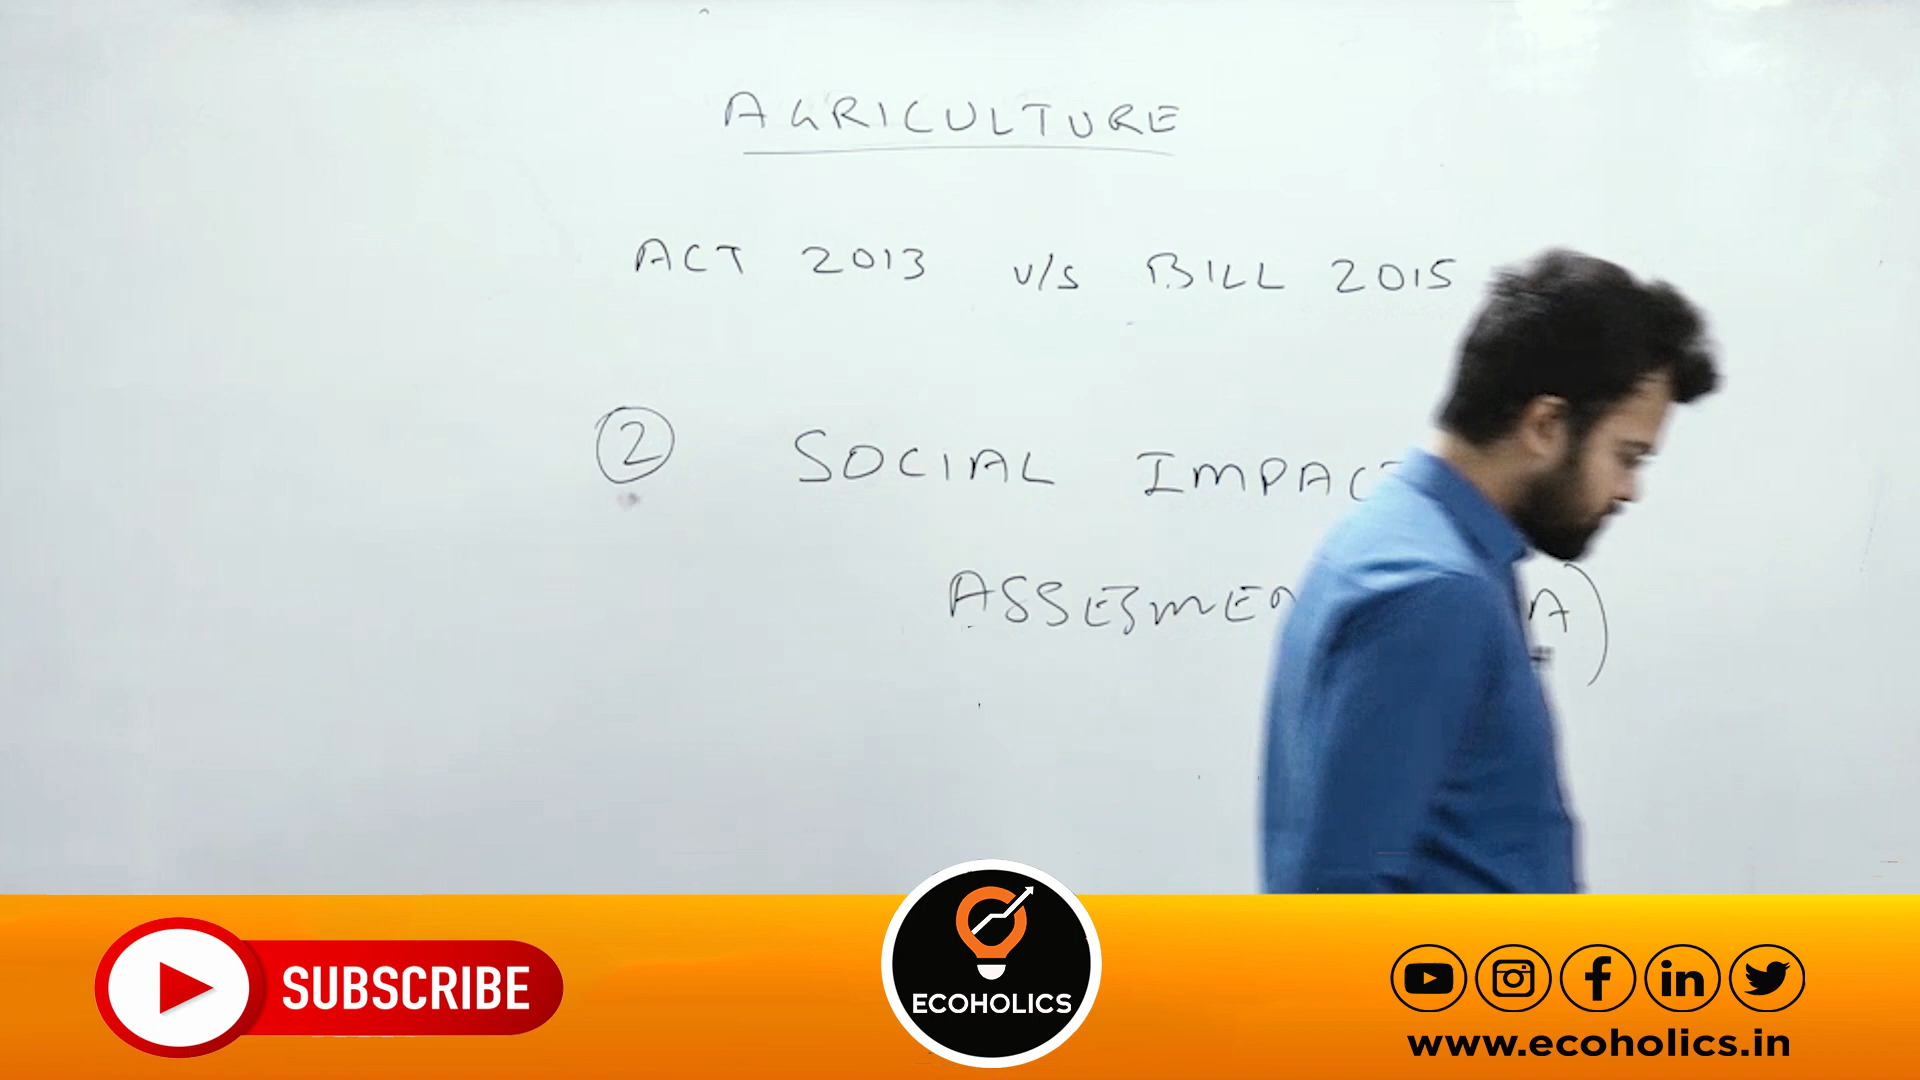 AGRICULTURE
ACT 2013 v/s BILL 2015
2 SOCIAL IMPAC
ASSESMEN A)
SUBSCRIBE
ECOHOLICS
www.ecoholics.in